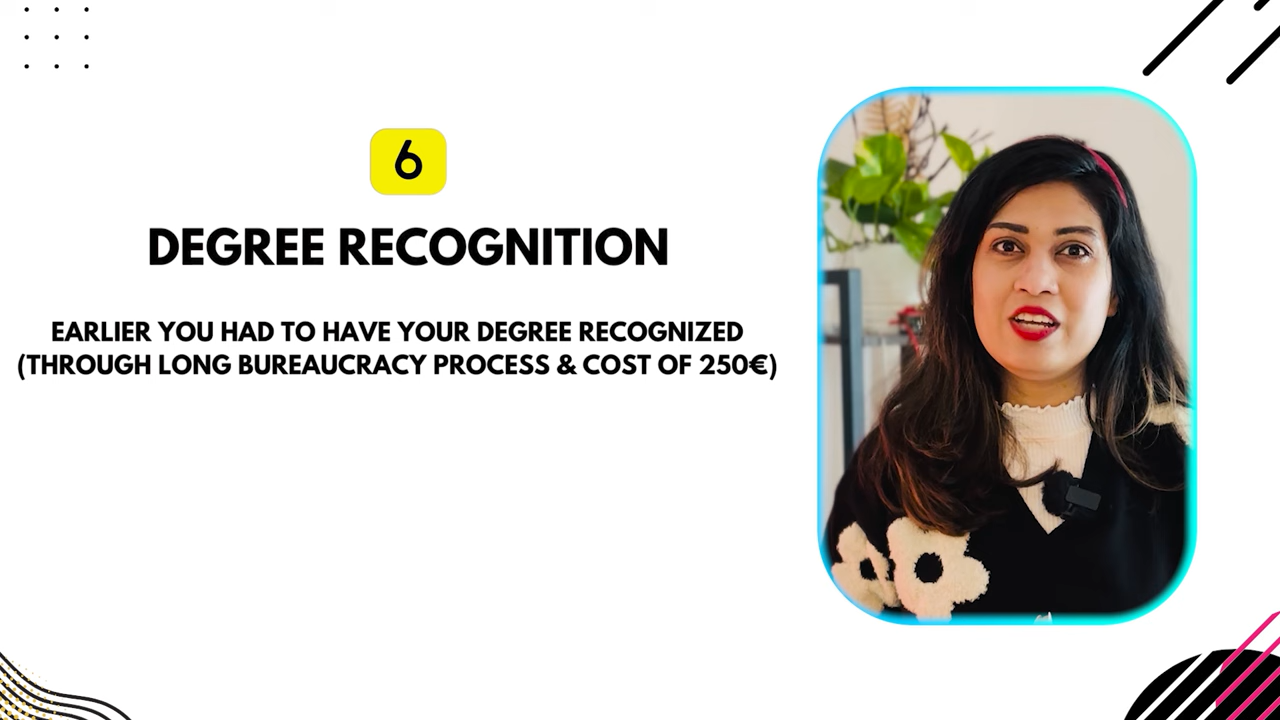 6
DEGREE RECOGNITION
EARLIER YOU HAD TO HAVE YOUR DEGREE RECOGNIZED
(THROUGH LONG BUREAUCRACY PROCESS & COST OF 250€)